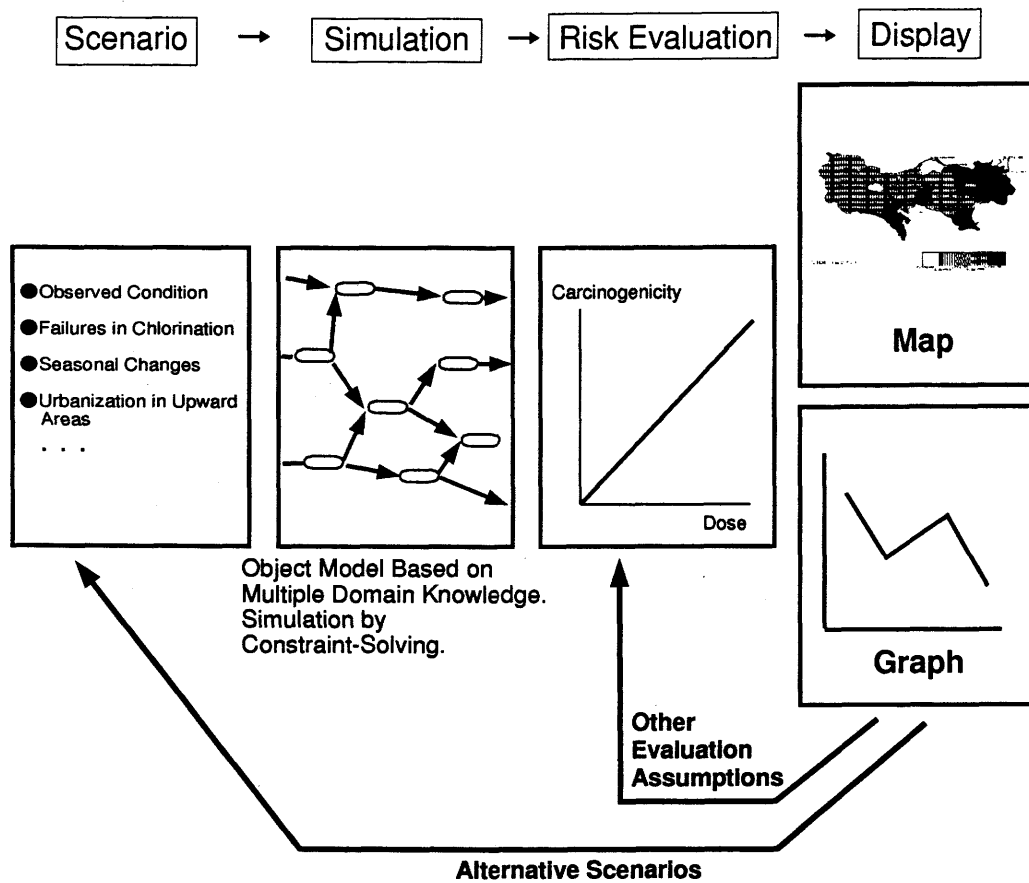 Scenario → Simulation → Risk Evaluation → Display
●Observed Condition
●Failures in Chlorination
●Seasonal Changes
●Urbanization in Upward
Areas
. . .
Object Model Based on
Multiple Domain Knowledge.
Simulation by
Constraint-Solving.
Carcinogenicity
Dose
Map
Graph
Other
Evaluation
Assumptions
Alternative Scenarios